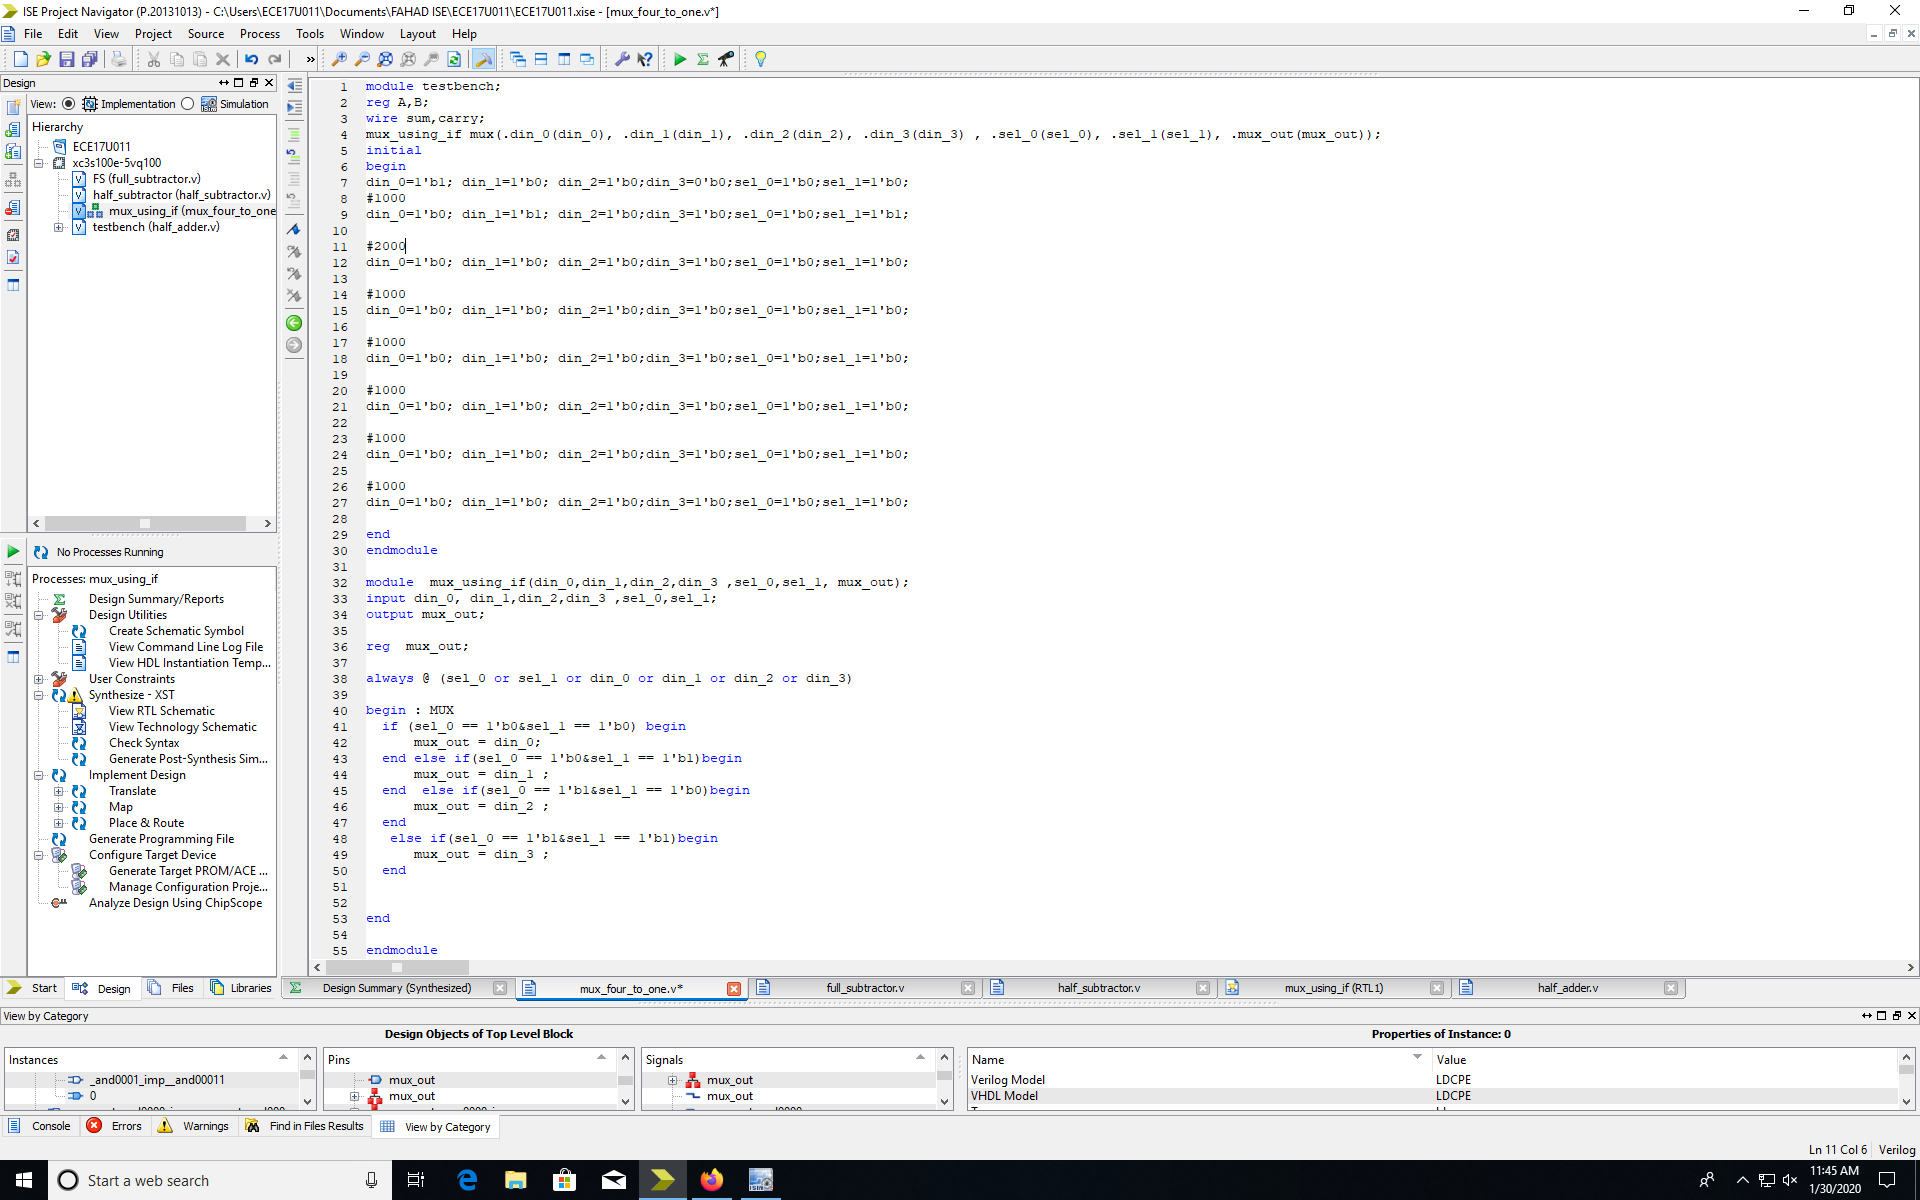 ISE Project Navigator (P.20131013) - C:\Users\ECE17U011\Documents\FAHAD ISE\ECE17U011\ECE17U011.xise - [mux_four_to_one.v*]
File Edit View Project Source Process Tools Window Layout Help
Design
View: Implementation Simulation
Hierarchy
ECE17U011
xc3s100e-5vq100
FS (full_subtractor.v)
half_subtractor (half_subtractor.v)
mux_using_if (mux_four_to_one
testbench (half_adder.v)
No Processes Running
Processes: mux_using_if
Design Summary/Reports
Design Utilities
Create Schematic Symbol
View Command Line Log File
View HDL Instantiation Temp...
User Constraints
Synthesize - XST
View RTL Schematic
View Technology Schematic
Check Syntax
Generate Post-Synthesis Sim...
Implement Design
Translate
Map
Place & Route
Generate Programming File
Configure Target Device
Generate Target PROM/ACE ...
Manage Configuration Proje...
Analyze Design Using ChipScope
Start Design Files Libraries
1 module testbench;
2 reg A,B;
3 wire sum,carry;
4 mux_using_if mux(.din_0(din_0), .din_1(din_1), .din_2(din_2), .din_3(din_3) , .sel_0(sel_0), .sel_1(sel_1), .mux_out(mux_out));
5 initial
6 begin
7 din_0=1'b1; din_1=1'b0; din_2=1'b0;din_3=0'b0;sel_0=1'b0;sel_1=1'b0;
8 #1000
9 din_0=1'b0; din_1=1'b1; din_2=1'b0;din_3=1'b0;sel_0=1'b0;sel_1=1'b1;
10
11 #2000
12 din_0=1'b0; din_1=1'b0; din_2=1'b0;din_3=1'b0;sel_0=1'b0;sel_1=1'b0;
13
14 #1000
15 din_0=1'b0; din_1=1'b0; din_2=1'b0;din_3=1'b0;sel_0=1'b0;sel_1=1'b0;
16
17 #1000
18 din_0=1'b0; din_1=1'b0; din_2=1'b0;din_3=1'b0;sel_0=1'b0;sel_1=1'b0;
19
20 #1000
21 din_0=1'b0; din_1=1'b0; din_2=1'b0;din_3=1'b0;sel_0=1'b0;sel_1=1'b0;
22
23 #1000
24 din_0=1'b0; din_1=1'b0; din_2=1'b0;din_3=1'b0;sel_0=1'b0;sel_1=1'b0;
25
26 #1000
27 din_0=1'b0; din_1=1'b0; din_2=1'b0;din_3=1'b0;sel_0=1'b0;sel_1=1'b0;
28
29 end
30 endmodule
31
32 module  mux_using_if(din_0,din_1,din_2,din_3 ,sel_0,sel_1, mux_out);
33 input din_0, din_1,din_2,din_3 ,sel_0,sel_1;
34 output mux_out;
35
36 reg  mux_out;
37
38 always @ (sel_0 or sel_1 or din_0 or din_1 or din_2 or din_3)
39
40 begin : MUX
41 if (sel_0 == 1'b0&sel_1 == 1'b0) begin
42 mux_out = din_0;
43 end else if(sel_0 == 1'b0&sel_1 == 1'b1)begin
44 mux_out = din_1 ;
45 end  else if(sel_0 == 1'b1&sel_1 == 1'b0)begin
46 mux_out = din_2 ;
47 end
48 else if(sel_0 == 1'b1&sel_1 == 1'b1)begin
49 mux_out = din_3 ;
50 end
51
52
53 end
54
55 endmodule
Design Summary (Synthesized) mux_four_to_one.v* full_subtractor.v half_subtractor.v mux_using_if (RTL1) half_adder.v
View by Category
Design Objects of Top Level Block Properties of Instance: 0
Instances Pins Signals Name Value
_and0001_imp__and00011 mux_out mux_out Verilog Model LDCPE
0 mux_out mux_out VHDL Model LDCPE
Console Errors Warnings Find in Files Results View by Category
Ln 11 Col 6 Verilog
Start a web search
11:45 AM
1/30/2020